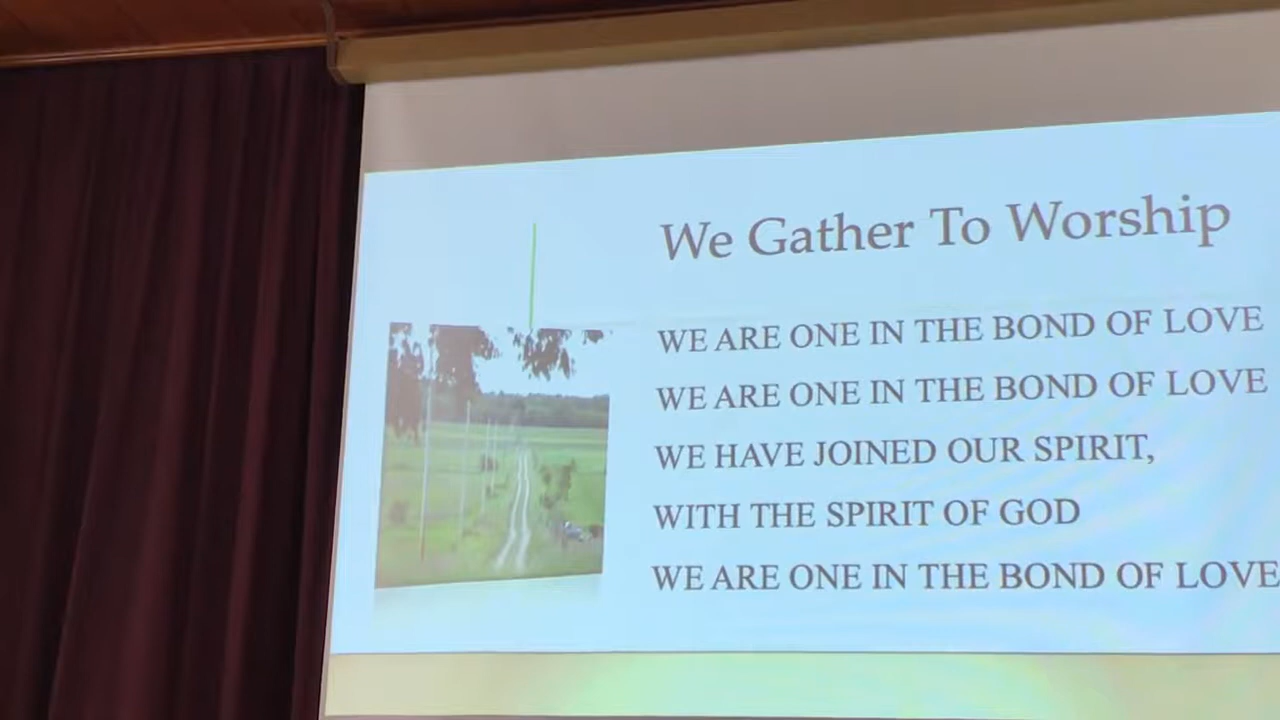 We Gather To Worship
WE ARE ONE IN THE BOND OF LOVE
WE ARE ONE IN THE BOND OF LOVE
WE HAVE JOINED OUR SPIRIT,
WITH THE SPIRIT OF GOD
WE ARE ONE IN THE BOND OF LOVE